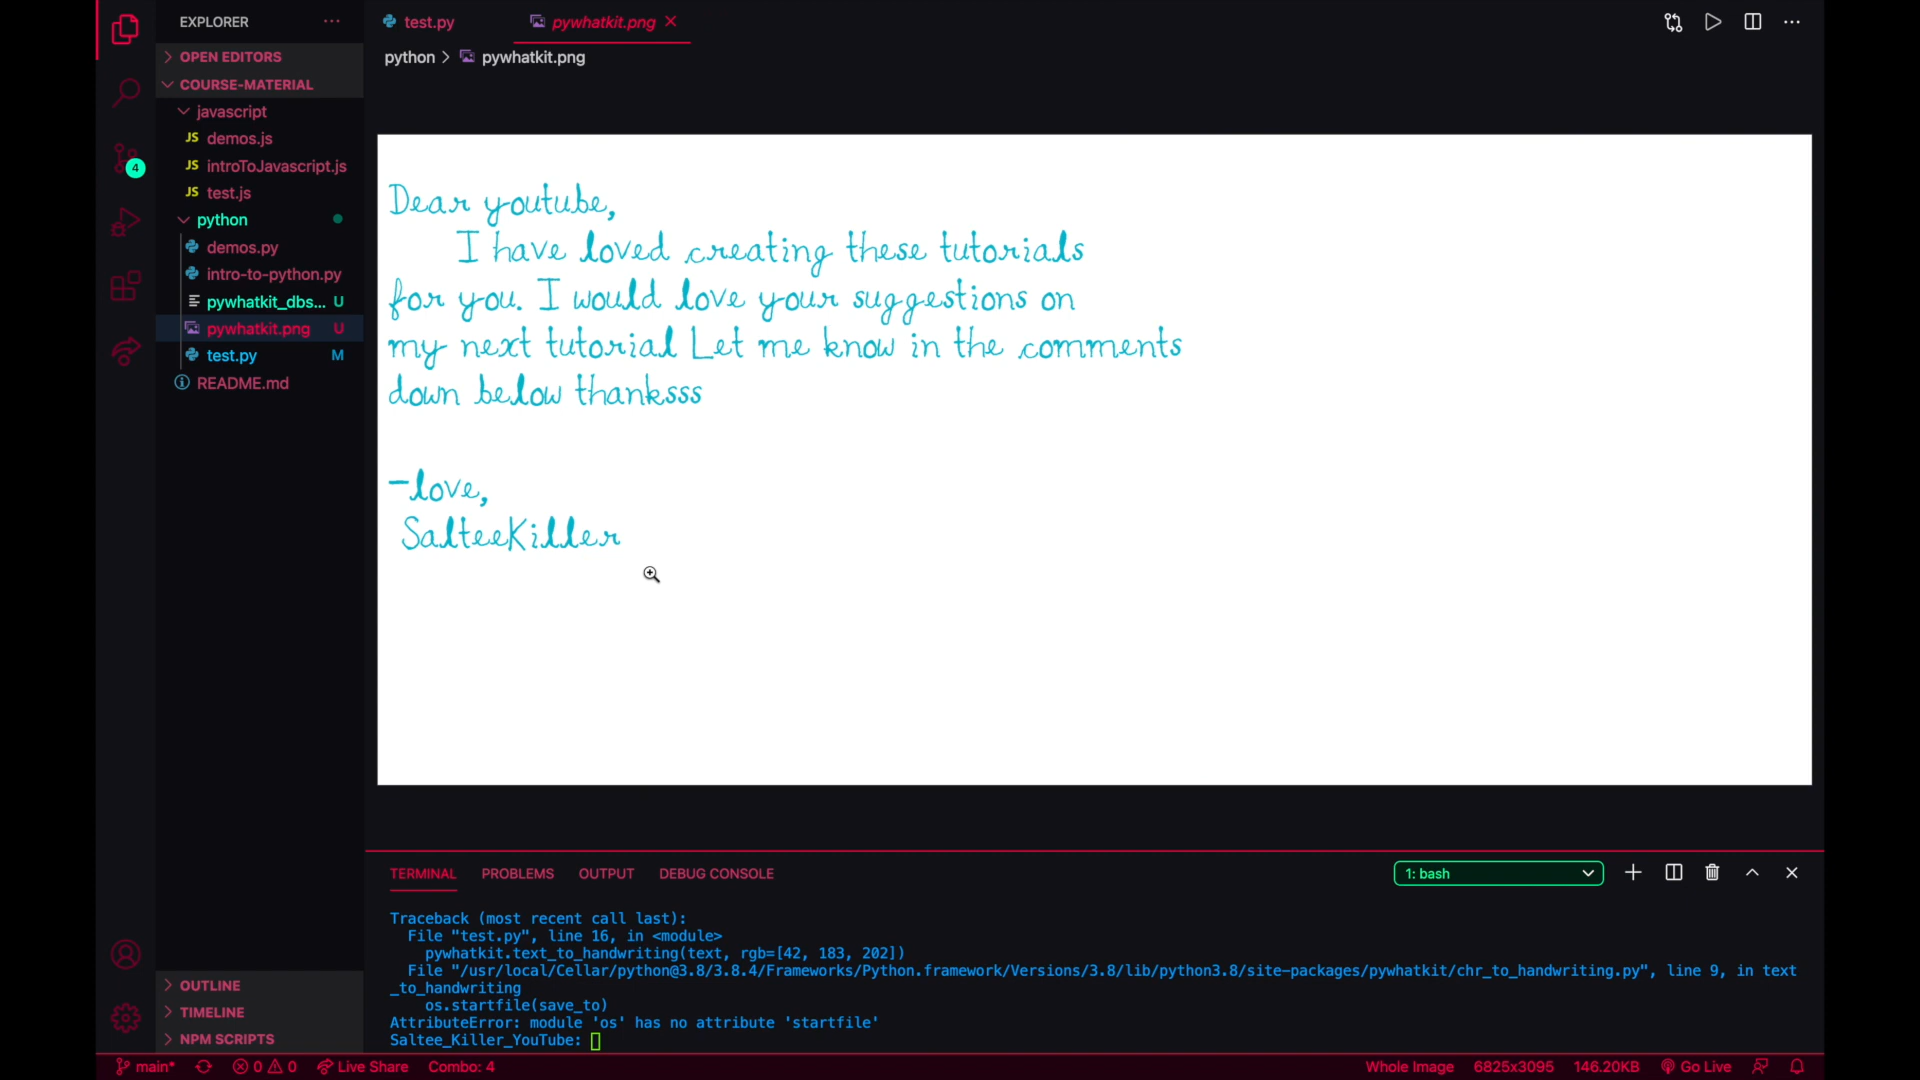 EXPLORER
test.py
pywhatkit.png
OPEN EDITORS
python > pywhatkit.png
COURSE-MATERIAL
javascript
JS demos.js
JS introToJavascript.js
JS test.js
python
demos.py
intro-to-python.py
pywhatkit_dbs... U
pywhatkit.png U
test.py M
README.md
4
Dear youtube,
I have loved creating these tutorials
for you. I would love your suggestions on
my next tutorial Let me know in the comments
down below thanksss
-love,
SalteeKiller
TERMINAL PROBLEMS OUTPUT DEBUG CONSOLE
1: bash
Traceback (most recent call last):
File "test.py", line 16, in <module>
pywhatkit.text_to_handwriting(text, rgb=[42, 183, 202])
File "/usr/local/Cellar/python@3.8/3.8.4/Frameworks/Python.framework/Versions/3.8/lib/python3.8/site-packages/pywhatkit/chr_to_handwriting.py", line 9, in text
_to_handwriting
os.startfile(save_to)
AttributeError: module 'os' has no attribute 'startfile'
Saltee_Killer_YouTube:
OUTLINE
TIMELINE
NPM SCRIPTS
main* 0 0 Live Share Combo: 4 Whole Image 6825x3095 146.20KB Go Live